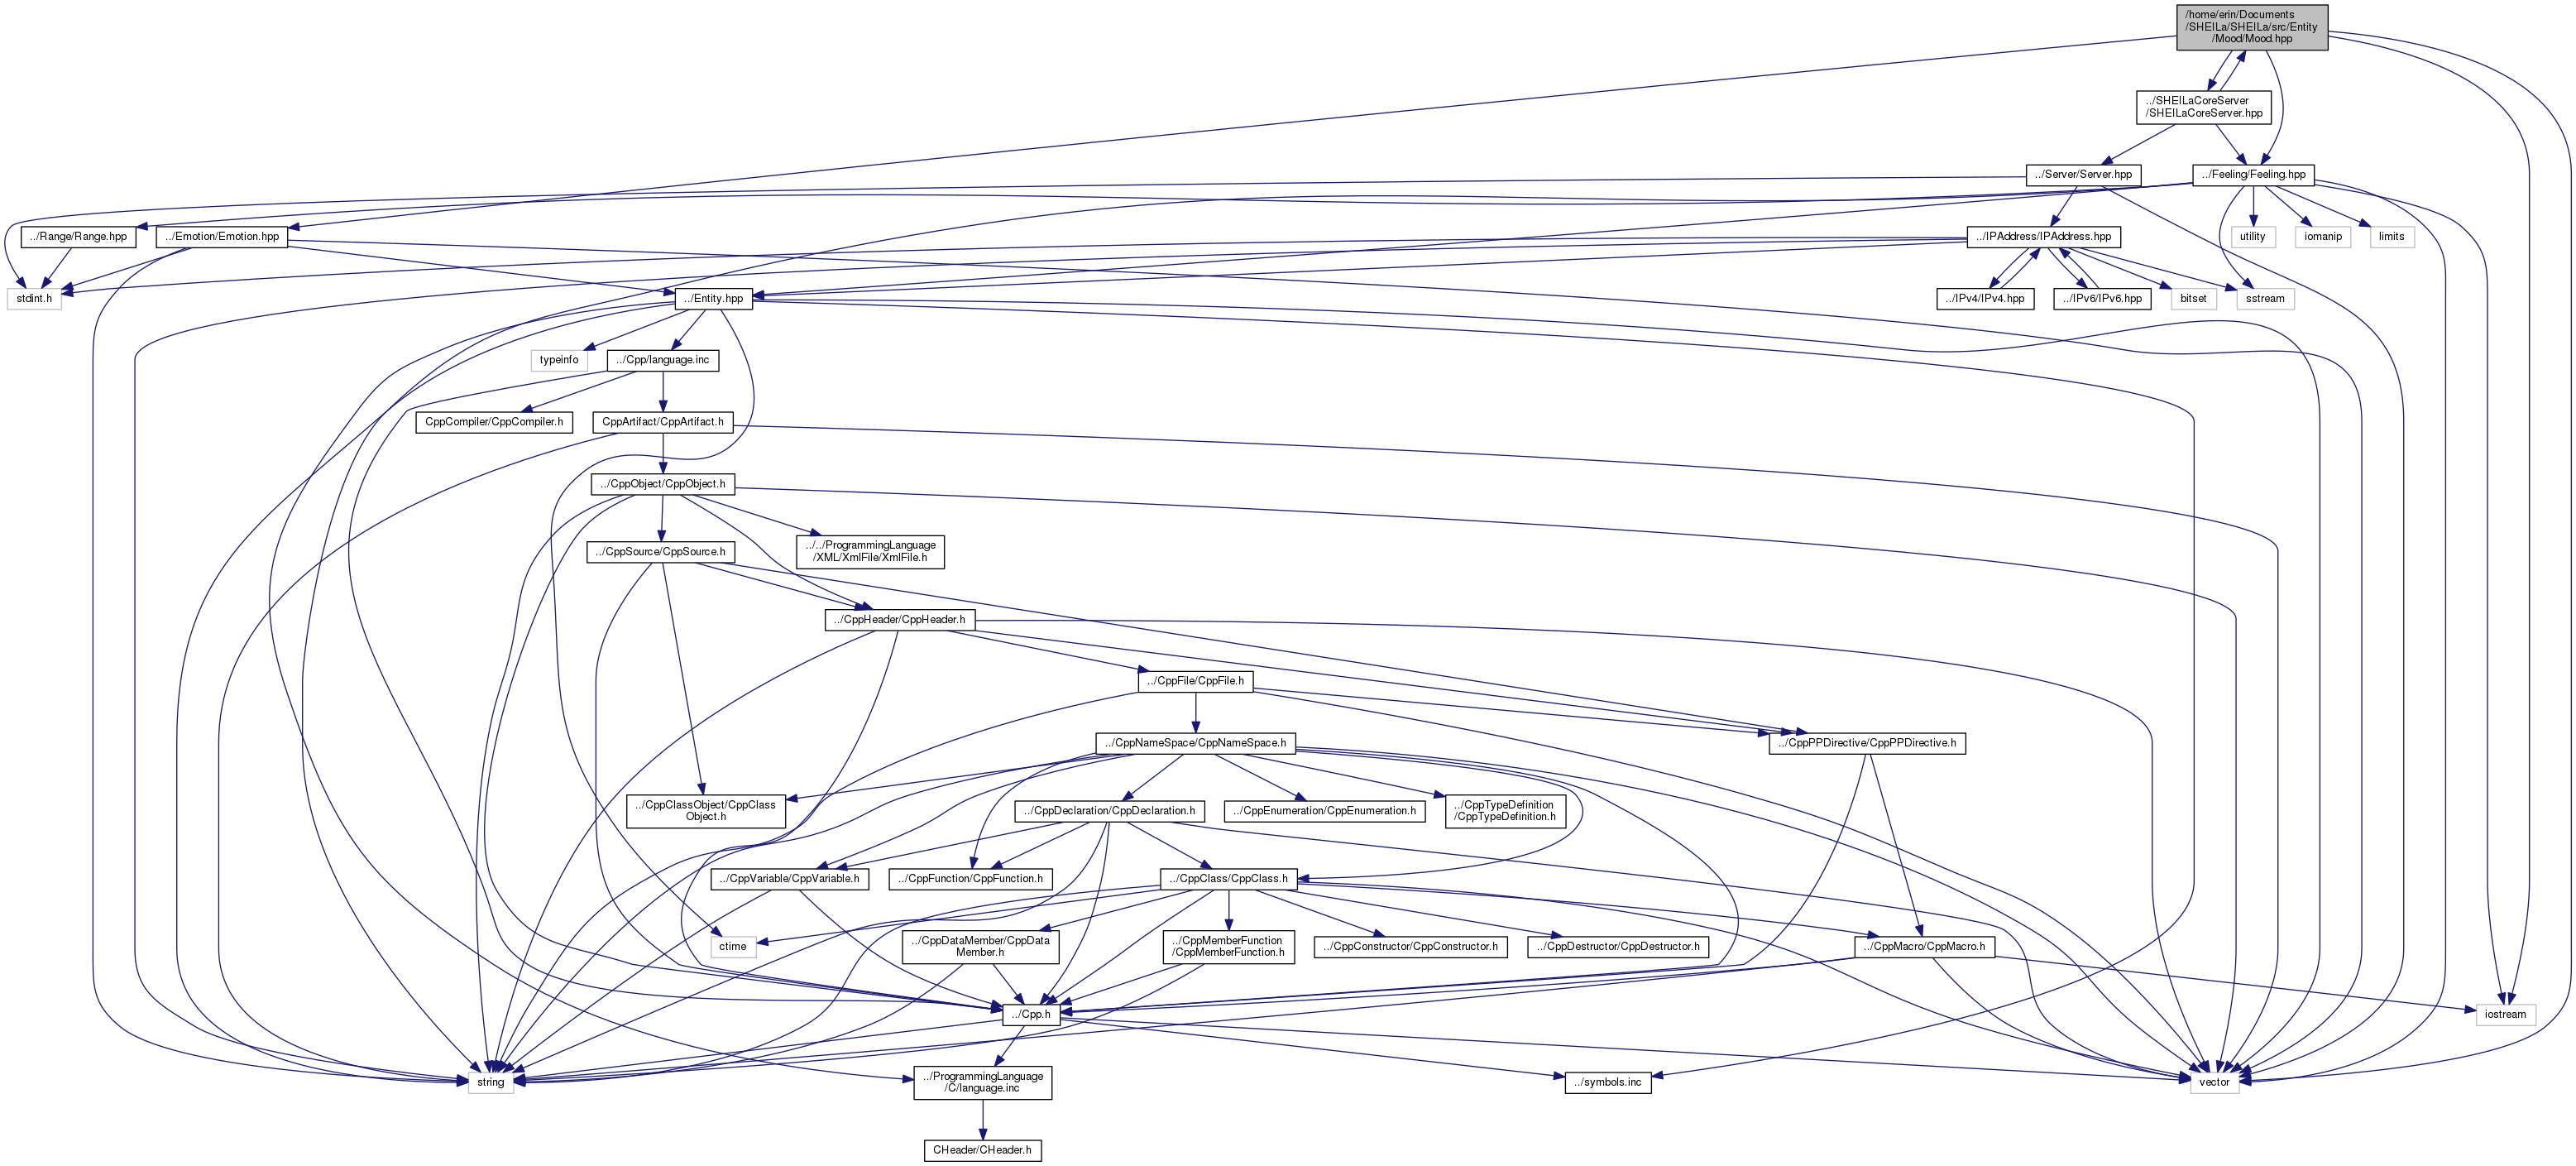 /home/erin/Documents
/SHEILa/SHEILa/src/Entity
/Mood/Mood.hpp
../SHEILaCoreServer
/SHEILaCoreServer.hpp
../Server/Server.hpp
../Feeling/Feeling.hpp
../Range/Range.hpp
../Emotion/Emotion.hpp
../IPAddress/IPAddress.hpp
utility
iomanip
limits
stdint.h
../Entity.hpp
../IPv4/IPv4.hpp
../IPv6/IPv6.hpp
bitset
sstream
typeinfo
../Cpp/language.inc
CppCompiler/CppCompiler.h
CppArtifact/CppArtifact.h
../CppObject/CppObject.h
../CppSource/CppSource.h
../../ProgrammingLanguage
/XML/XmlFile/XmlFile.h
../CppHeader/CppHeader.h
../CppFile/CppFile.h
../CppNameSpace/CppNameSpace.h
../CppPPDirective/CppPPDirective.h
../CppClassObject/CppClass
Object.h
../CppDeclaration/CppDeclaration.h
../CppEnumeration/CppEnumeration.h
../CppTypeDefinition
/CppTypeDefinition.h
../CppVariable/CppVariable.h
../CppFunction/CppFunction.h
../CppClass/CppClass.h
ctime
../CppDataMember/CppData
Member.h
../CppMemberFunction
/CppMemberFunction.h
../CppConstructor/CppConstructor.h
../CppDestructor/CppDestructor.h
../CppMacro/CppMacro.h
../Cpp.h
iostream
string
../ProgrammingLanguage
/C/language.inc
../symbols.inc
vector
CHeader/CHeader.h